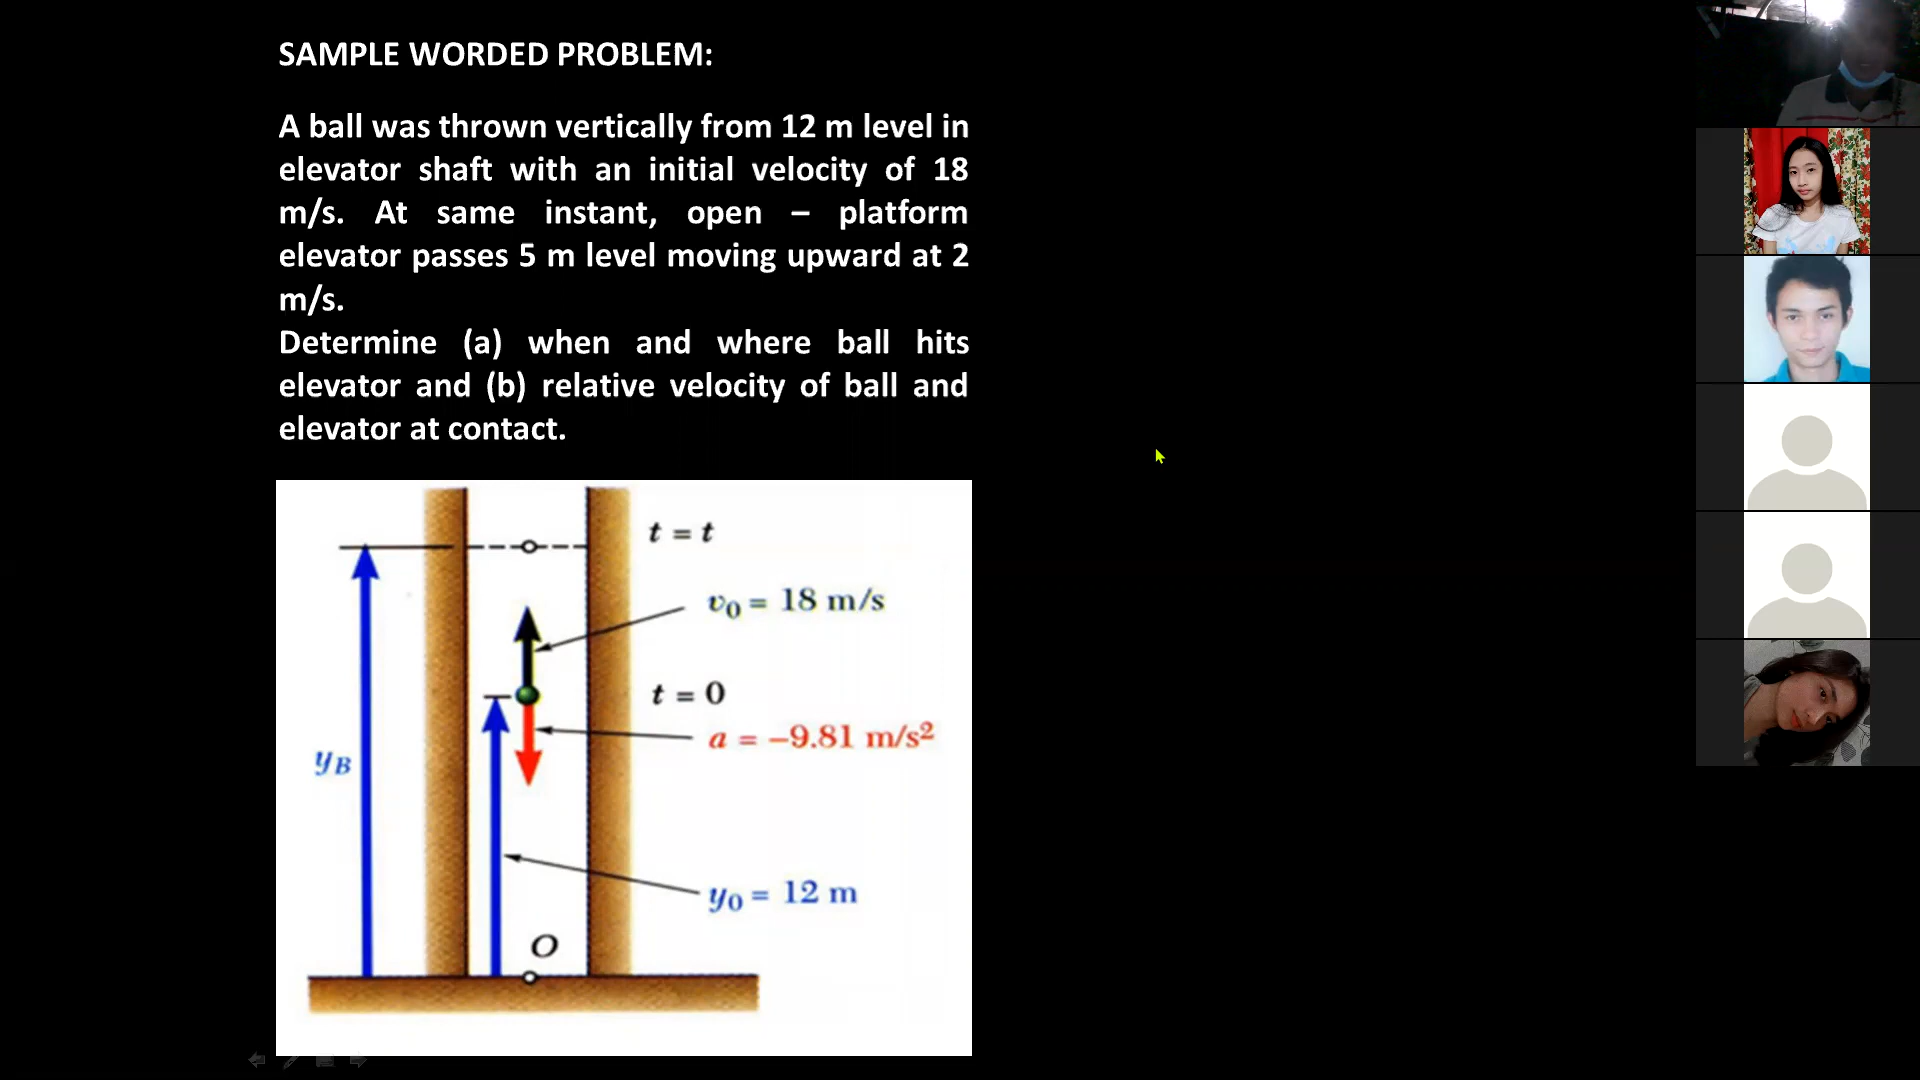 SAMPLE WORDED PROBLEM:
A ball was thrown vertically from 12 m level in
elevator shaft with an initial velocity of 18
m/s. At same instant, open – platform
elevator passes 5 m level moving upward at 2
m/s.
Determine (a) when and where ball hits
elevator and (b) relative velocity of ball and
elevator at contact.
t = t
v₀ = 18 m/s
t = 0
a = −9.81 m/s²
yB
y₀ = 12 m
O